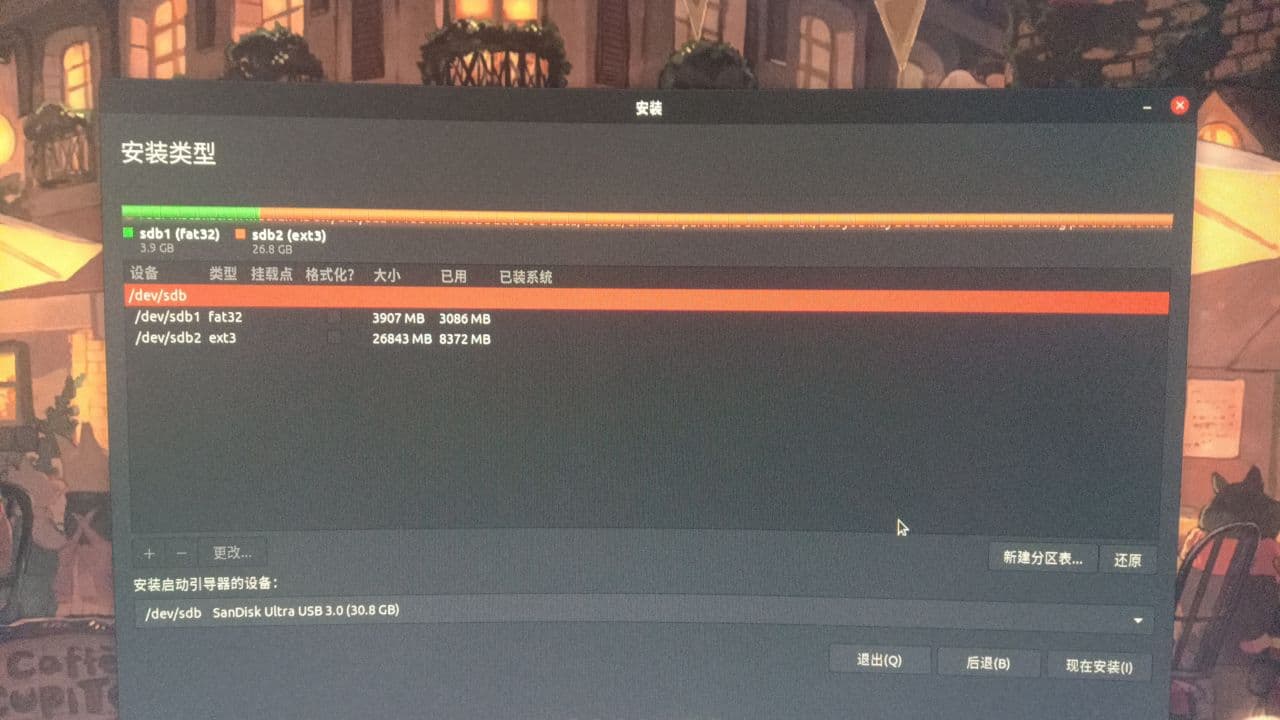 安装
安装类型
sdb1 (fat32) sdb2 (ext3)
3.9 GB 26.8 GB
设备 类型 挂载点 格式化? 大小 已用 已装系统
/dev/sdb
/dev/sdb1 fat32 3907 MB 3086 MB
/dev/sdb2 ext3 26843 MB 8372 MB
+ − 更改... 新建分区表... 还原
安装启动引导器的设备:
/dev/sdb SanDisk Ultra USB 3.0 (30.8 GB)
退出(Q) 后退(B) 现在安装(I)
Caffè